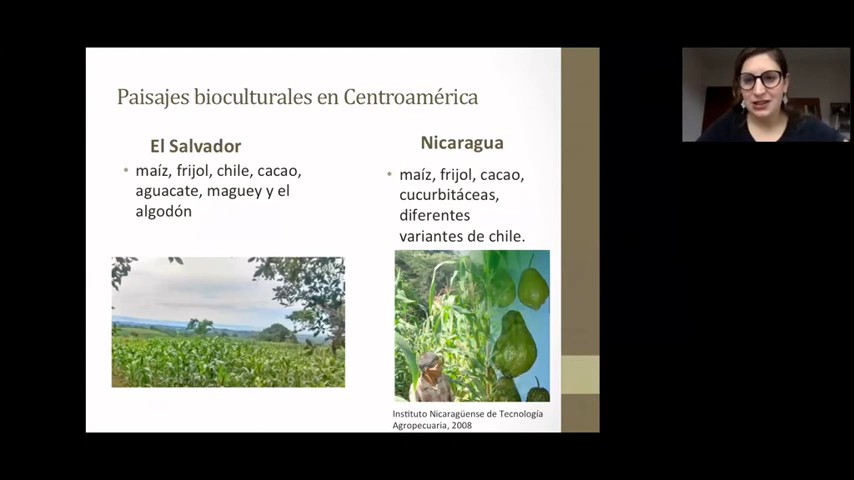 Paisajes bioculturales en Centroamérica
El Salvador
• maíz, frijol, chile, cacao,
aguacate, maguey y el
algodón
Nicaragua
• maíz, frijol, cacao,
cucurbitáceas,
diferentes
variantes de chile.
Instituto Nicaragüense de Tecnología
Agropecuaria, 2008